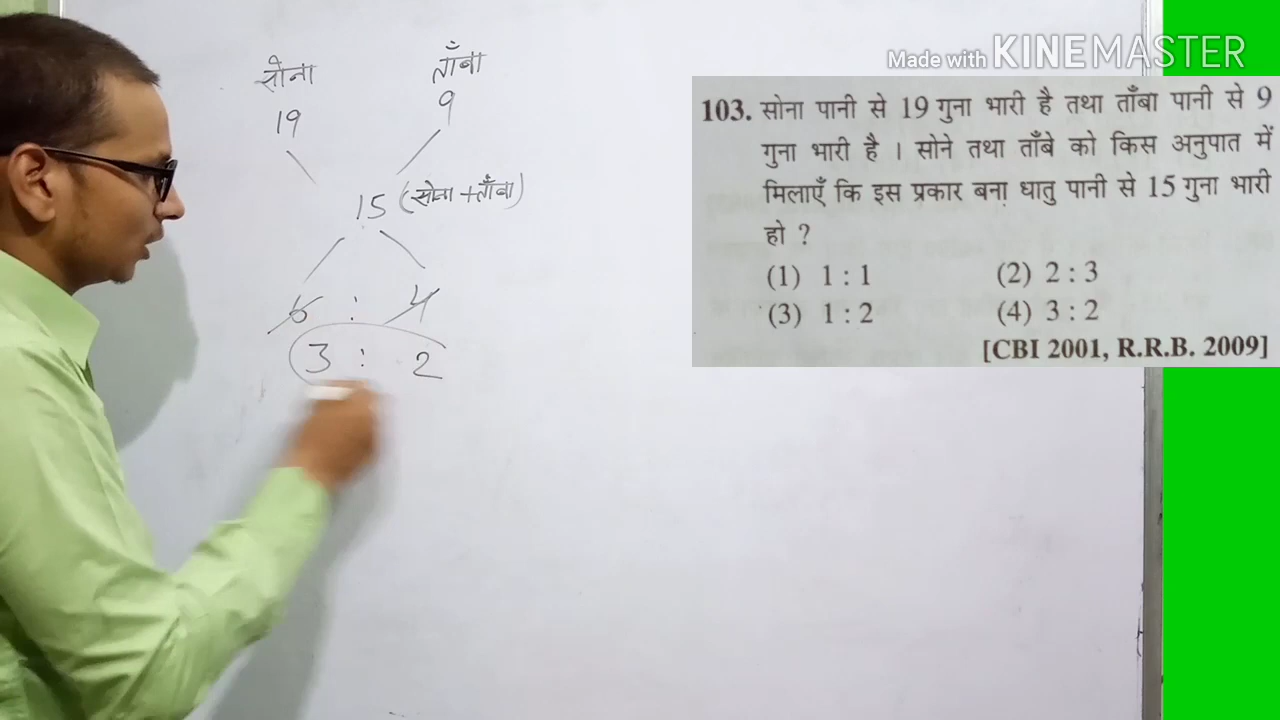 Made with KINEMASTER
सोना ताँबा
19 9
15 (सोना + ताँबा)
6 : 4
3 : 2
103. सोना पानी से 19 गुना भारी है तथा ताँबा पानी से 9
गुना भारी है । सोने तथा ताँबे को किस अनुपात में
मिलाएँ कि इस प्रकार बना धातु पानी से 15 गुना भारी
हो ?
(1) 1 : 1 (2) 2 : 3
(3) 1 : 2 (4) 3 : 2
[CBI 2001, R.R.B. 2009]